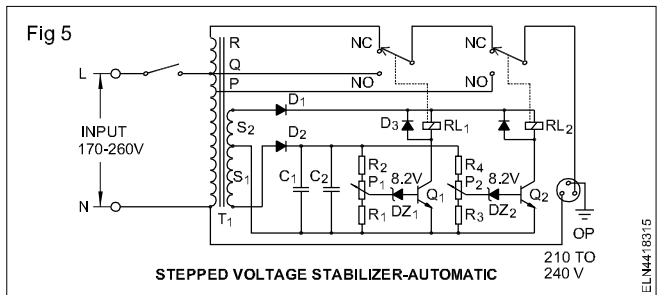 Fig 5
R
NC
NC
L
Q
P
NO
NO
D1
INPUT
170-260V
S2
D2
D3
RL1
RL2
S1
C1
C2
R2
P1
R1
8.2V
DZ1
Q1
R4
P2
R3
8.2V
DZ2
Q2
N
T1
OP
210 TO
240 V
STEPPED VOLTAGE STABILIZER-AUTOMATIC
ELN4418315